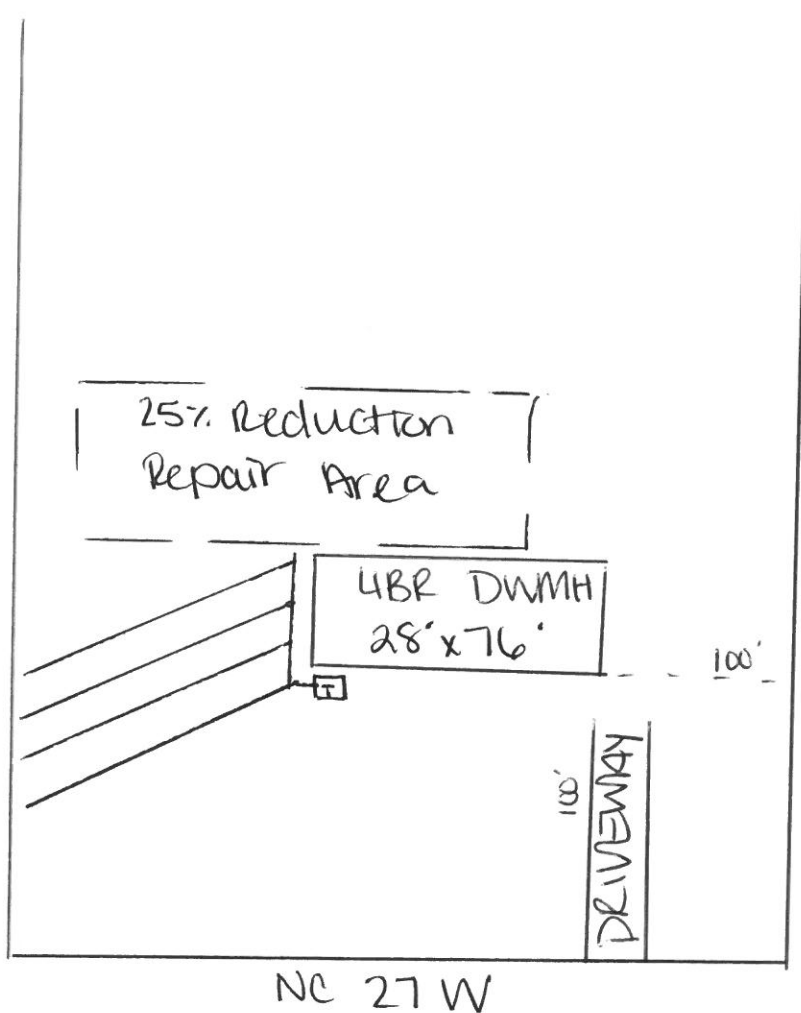 25% Reduction
Repair Area
4BR DWMH
28'x76'
100'
T
100'
DRIVEWAY
NC 27 W